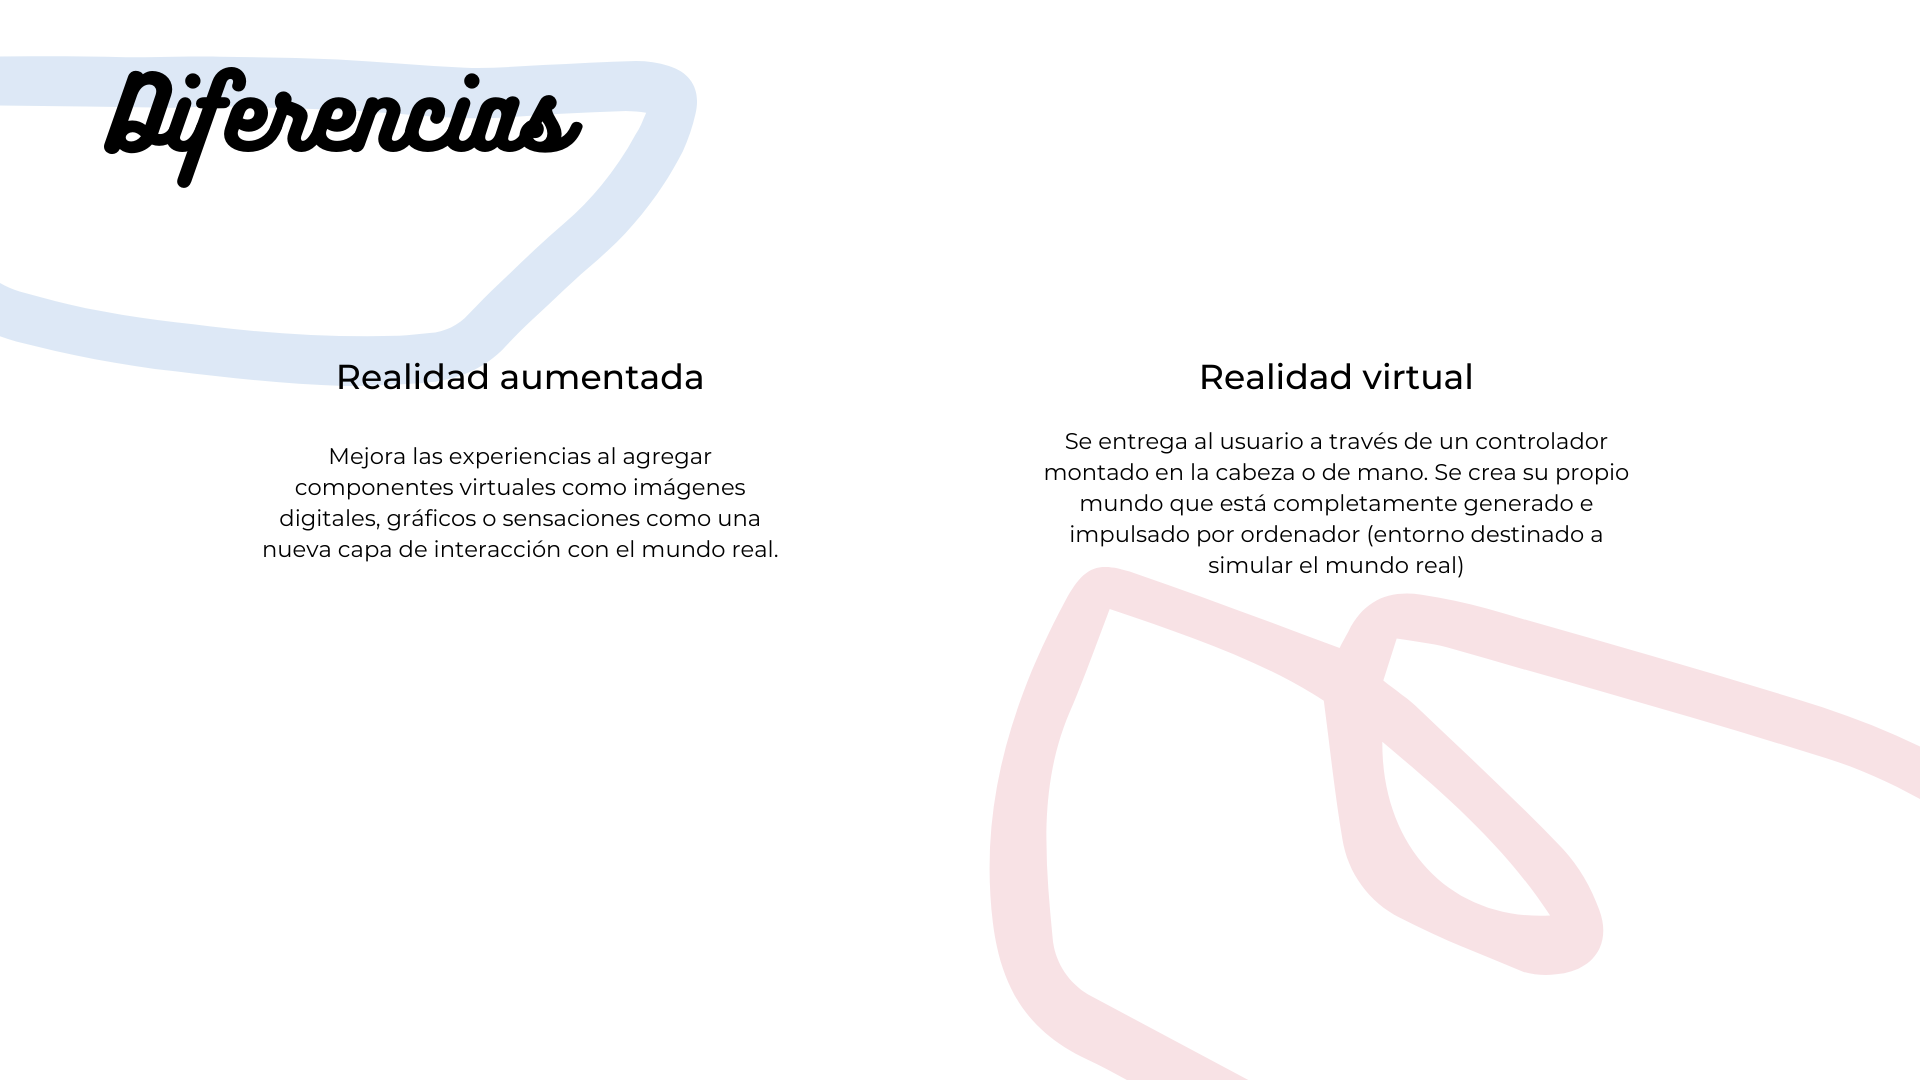 Diferencias
Realidad aumentada
Mejora las experiencias al agregar
componentes virtuales como imágenes
digitales, gráficos o sensaciones como una
nueva capa de interacción con el mundo real.
Realidad virtual
Se entrega al usuario a través de un controlador
montado en la cabeza o de mano. Se crea su propio
mundo que está completamente generado e
impulsado por ordenador (entorno destinado a
simular el mundo real)